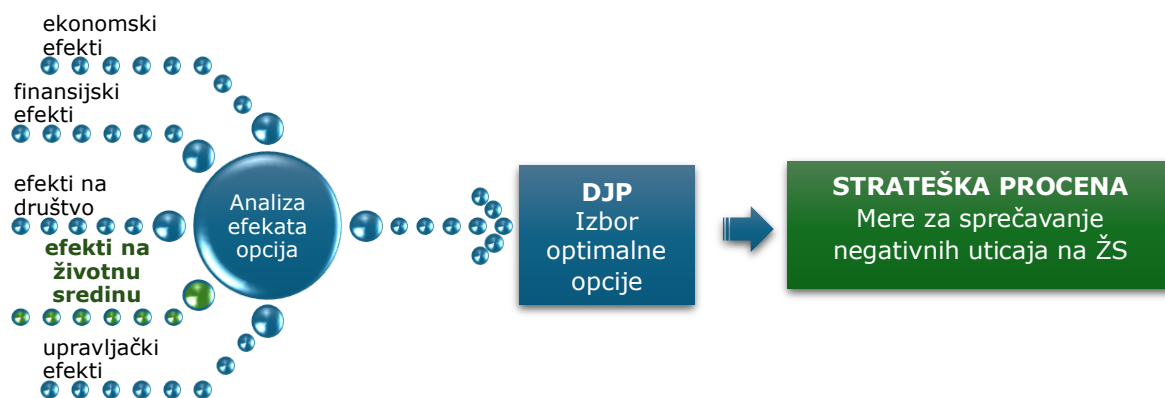 ekonomski
efekti
finansijski
efekti
efekti na
društvo
efekti na
životnu
sredinu
upravljački
efekti
Analiza
efekata
opcija
DJP
Izbor
optimalne
opcije
STRATEŠKA PROCENA
Mere za sprečavanje
negativnih uticaja na ŽS